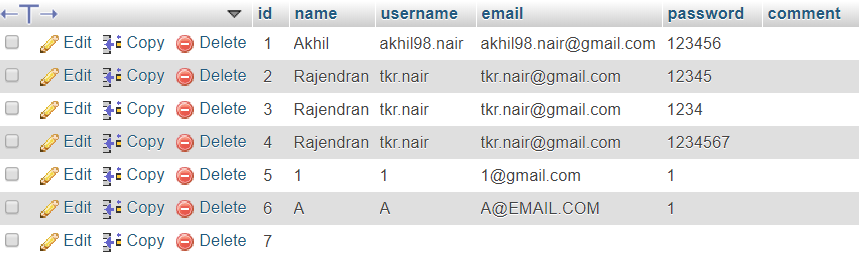 id name username email password comment
Edit Copy Delete 1 Akhil akhil98.nair akhil98.nair@gmail.com 123456
Edit Copy Delete 2 Rajendran tkr.nair tkr.nair@gmail.com 12345
Edit Copy Delete 3 Rajendran tkr.nair tkr.nair@gmail.com 1234
Edit Copy Delete 4 Rajendran tkr.nair tkr.nair@gmail.com 1234567
Edit Copy Delete 5 1 1 1@gmail.com 1
Edit Copy Delete 6 A A A@EMAIL.COM 1
Edit Copy Delete 7